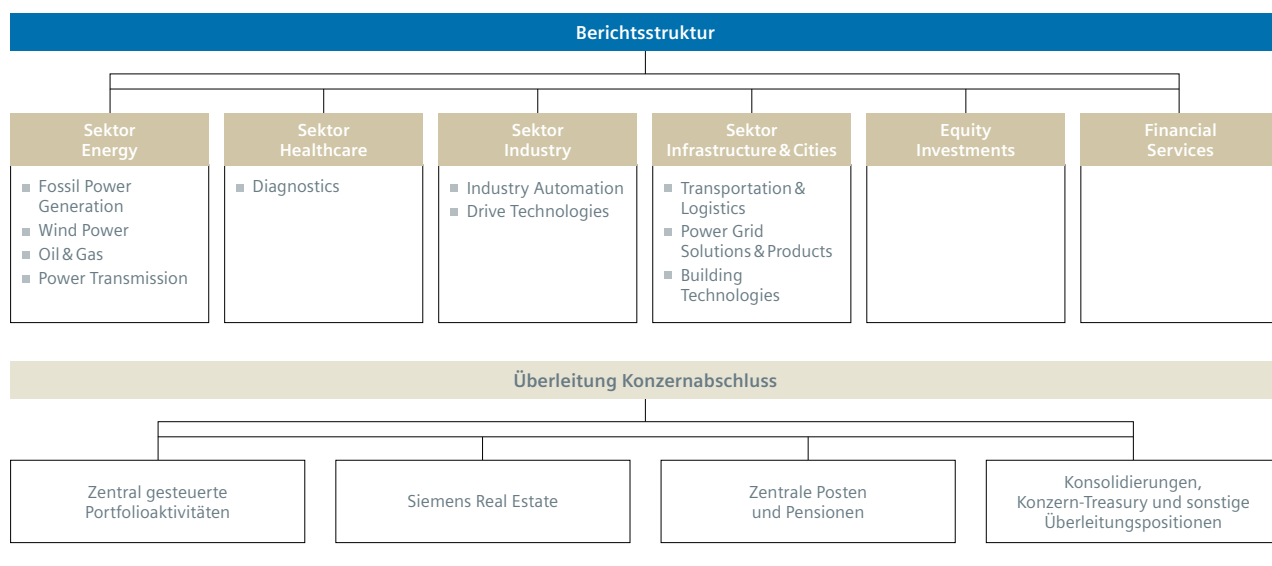 Berichtsstruktur
Sektor
Energy
Fossil Power
Generation
Wind Power
Oil & Gas
Power Transmission
Sektor
Healthcare
Diagnostics
Sektor
Industry
Industry Automation
Drive Technologies
Sektor
Infrastructure & Cities
Transportation &
Logistics
Power Grid
Solutions & Products
Building
Technologies
Equity
Investments
Financial
Services
Überleitung Konzernabschluss
Zentral gesteuerte
Portfolioaktivitäten
Siemens Real Estate
Zentrale Posten
und Pensionen
Konsolidierungen,
Konzern-Treasury und sonstige
Überleitungspositionen